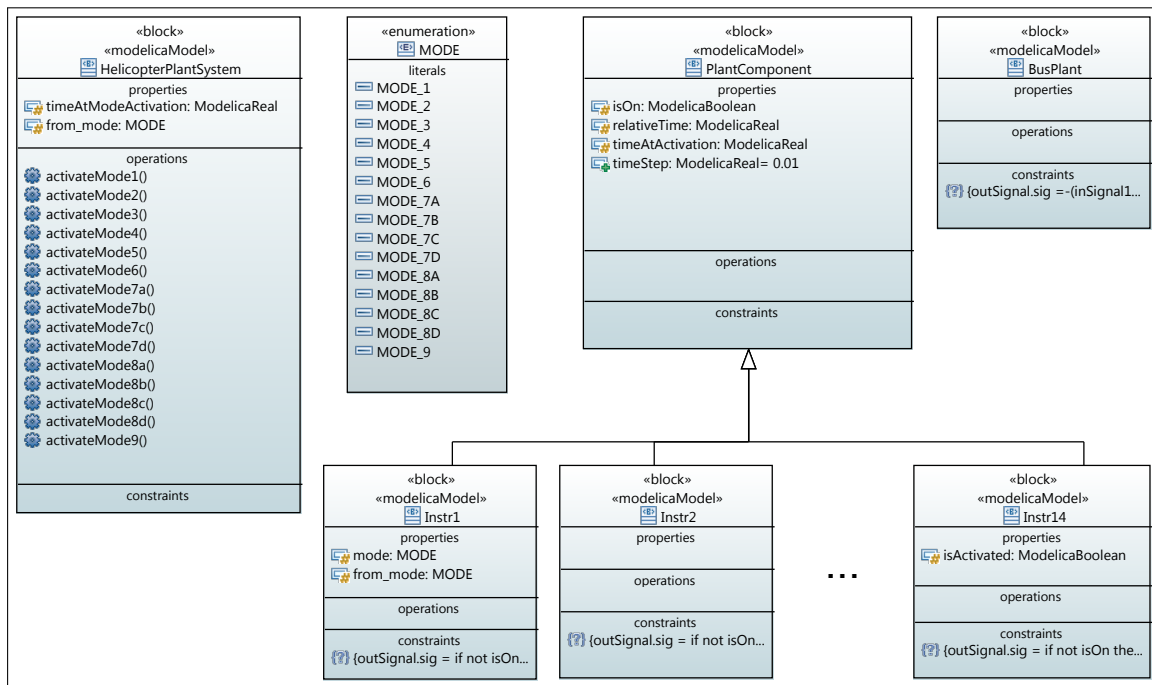 «block»
«modelicaModel»
HelicopterPlantSystem
properties
timeAtModeActivation: ModelicaReal
from_mode: MODE
operations
activateMode1()
activateMode2()
activateMode3()
activateMode4()
activateMode5()
activateMode6()
activateMode7a()
activateMode7b()
activateMode7c()
activateMode7d()
activateMode8a()
activateMode8b()
activateMode8c()
activateMode8d()
activateMode9()
constraints
«enumeration»
MODE
literals
MODE_1
MODE_2
MODE_3
MODE_4
MODE_5
MODE_6
MODE_7A
MODE_7B
MODE_7C
MODE_7D
MODE_8A
MODE_8B
MODE_8C
MODE_8D
MODE_9
«block»
«modelicaModel»
PlantComponent
properties
isOn: ModelicaBoolean
relativeTime: ModelicaReal
timeAtActivation: ModelicaReal
timeStep: ModelicaReal= 0.01
operations
constraints
«block»
«modelicaModel»
BusPlant
properties
operations
constraints
{?} {outSignal.sig =-(inSignal1...
«block»
«modelicaModel»
Instr1
properties
mode: MODE
from_mode: MODE
operations
constraints
{?} {outSignal.sig = if not isOn...
«block»
«modelicaModel»
Instr2
properties
operations
constraints
{?} {outSignal.sig = if not isOn...
...
«block»
«modelicaModel»
Instr14
properties
isActivated: ModelicaBoolean
operations
constraints
{?} {outSignal.sig = if not isOn the...